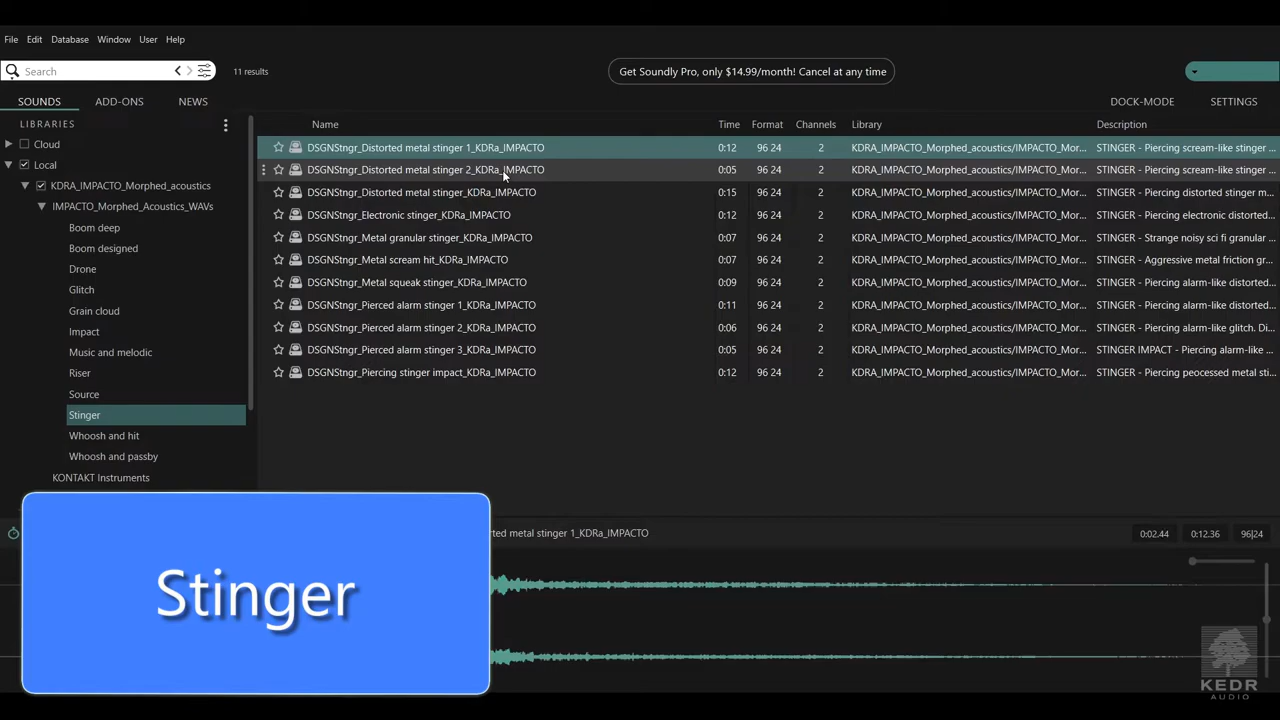 File Edit Database Window User Help
Search 11 results Get Soundly Pro, only $14.99/month! Cancel at any time
SOUNDS ADD-ONS NEWS DOCK-MODE SETTINGS
LIBRARIES
Cloud
Local
KDRA_IMPACTO_Morphed_acoustics
IMPACTO_Morphed_Acoustics_WAVs
Boom deep
Boom designed
Drone
Glitch
Grain cloud
Impact
Music and melodic
Riser
Source
Stinger
Whoosh and hit
Whoosh and passby
KONTAKT Instruments
Name Time Format Channels Library Description
DSGNStngr_Distorted metal stinger 1_KDRa_IMPACTO 0:12 96 24 2 KDRA_IMPACTO_Morphed_acoustics/IMPACTO_Mor... STINGER - Piercing scream-like stinger ...
DSGNStngr_Distorted metal stinger 2_KDRa_IMPACTO 0:05 96 24 2 KDRA_IMPACTO_Morphed_acoustics/IMPACTO_Mor... STINGER - Piercing scream-like stinger ...
DSGNStngr_Distorted metal stinger_KDRa_IMPACTO 0:15 96 24 2 KDRA_IMPACTO_Morphed_acoustics/IMPACTO_Mor... STINGER - Piercing distorted stinger m...
DSGNStngr_Electronic stinger_KDRa_IMPACTO 0:12 96 24 2 KDRA_IMPACTO_Morphed_acoustics/IMPACTO_Mor... STINGER - Piercing electronic distorted...
DSGNStngr_Metal granular stinger_KDRa_IMPACTO 0:07 96 24 2 KDRA_IMPACTO_Morphed_acoustics/IMPACTO_Mor... STINGER - Strange noisy sci fi granular ...
DSGNStngr_Metal scream hit_KDRa_IMPACTO 0:07 96 24 2 KDRA_IMPACTO_Morphed_acoustics/IMPACTO_Mor... STINGER - Aggressive metal friction gr...
DSGNStngr_Metal squeak stinger_KDRa_IMPACTO 0:09 96 24 2 KDRA_IMPACTO_Morphed_acoustics/IMPACTO_Mor... STINGER - Piercing alarm-like distorted...
DSGNStngr_Pierced alarm stinger 1_KDRa_IMPACTO 0:11 96 24 2 KDRA_IMPACTO_Morphed_acoustics/IMPACTO_Mor... STINGER - Piercing alarm-like distorted...
DSGNStngr_Pierced alarm stinger 2_KDRa_IMPACTO 0:06 96 24 2 KDRA_IMPACTO_Morphed_acoustics/IMPACTO_Mor... STINGER - Piercing alarm-like glitch. D...
DSGNStngr_Pierced alarm stinger 3_KDRa_IMPACTO 0:05 96 24 2 KDRA_IMPACTO_Morphed_acoustics/IMPACTO_Mor... STINGER IMPACT - Piercing alarm-like ...
DSGNStngr_Piercing stinger impact_KDRa_IMPACTO 0:12 96 24 2 KDRA_IMPACTO_Morphed_acoustics/IMPACTO_Mor... STINGER - Piercing peocessed metal sti...
rted metal stinger 1_KDRa_IMPACTO 0:02.44 0:12.36 96|24
Stinger
KEDR
AUDIO